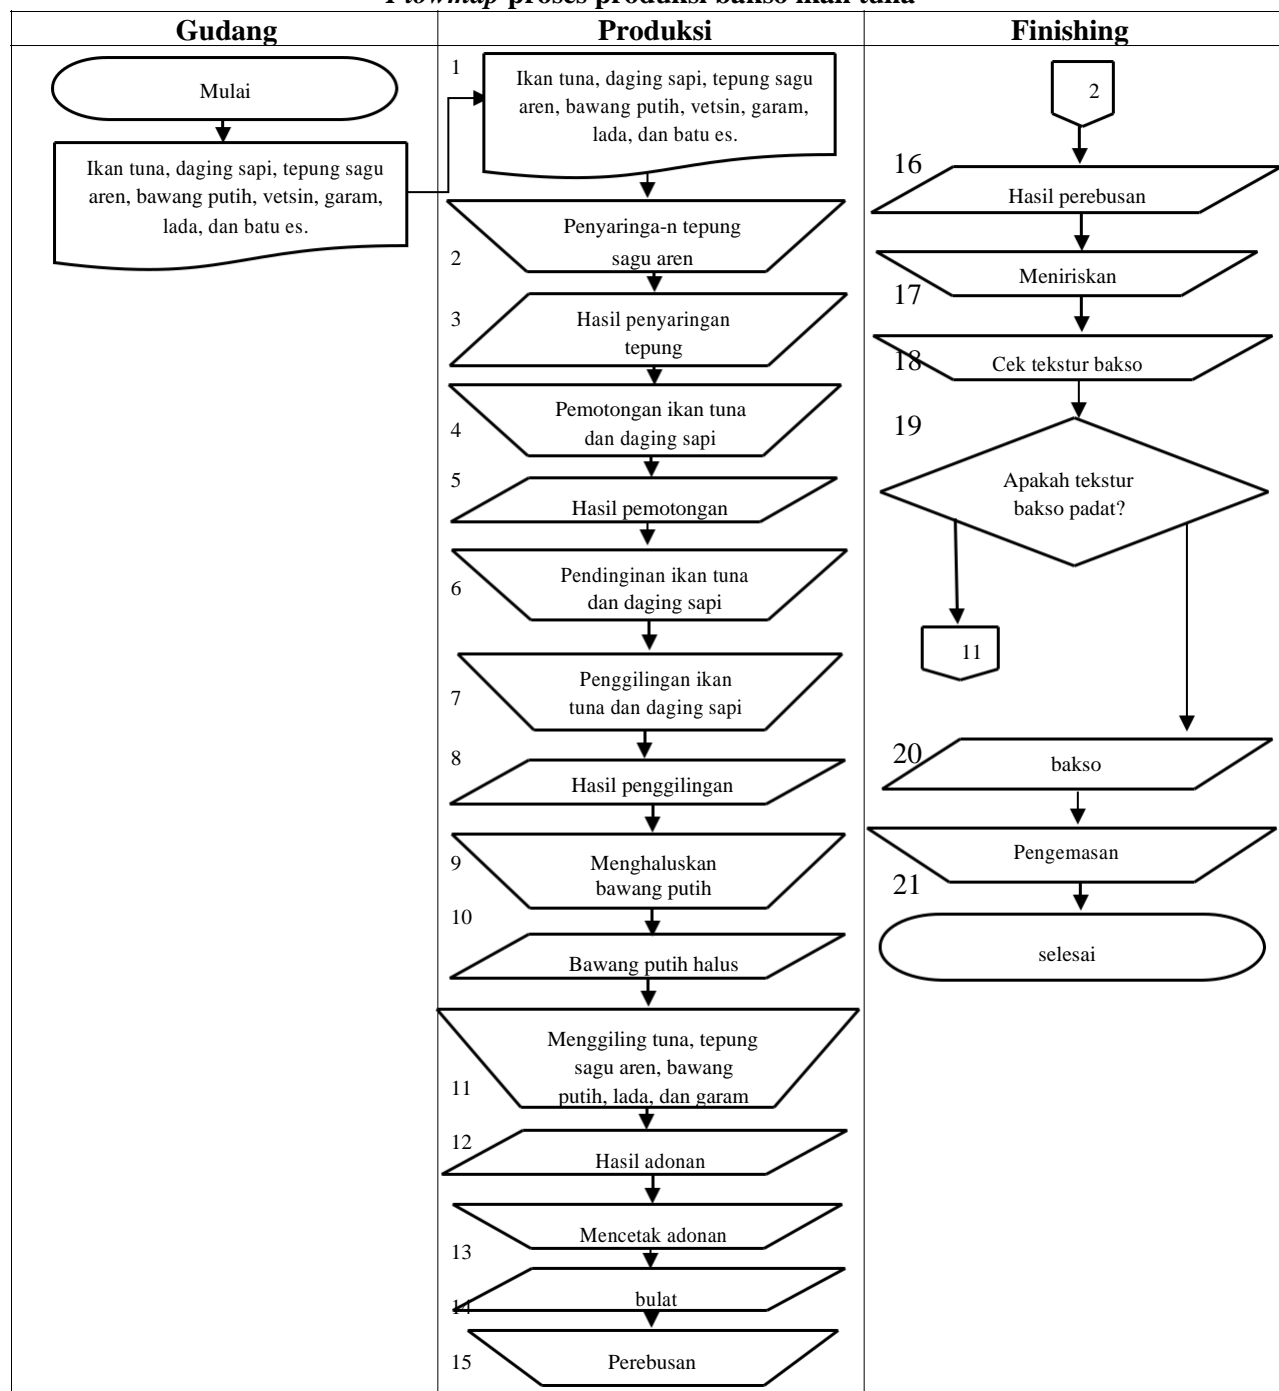 Flowmap proses produksi bakso ikan tuna
Gudang
Produksi
Finishing
Mulai
Ikan tuna, daging sapi, tepung sagu
aren, bawang putih, vetsin, garam,
lada, dan batu es.
1
Ikan tuna, daging sapi, tepung sagu
aren, bawang putih, vetsin, garam,
lada, dan batu es.
2
Penyaringa-n tepung
sagu aren
3
Hasil penyaringan
tepung
4
Pemotongan ikan tuna
dan daging sapi
5
Hasil pemotongan
6
Pendinginan ikan tuna
dan daging sapi
7
Penggilingan ikan
tuna dan daging sapi
8
Hasil penggilingan
9
Menghaluskan
bawang putih
10
Bawang putih halus
11
Menggiling tuna, tepung
sagu aren, bawang
putih, lada, dan garam
12
Hasil adonan
13
Mencetak adonan
14
bulat
15
Perebusan
2
16
Hasil perebusan
17
Meniriskan
18
Cek tekstur bakso
19
Apakah tekstur
bakso padat?
11
20
bakso
21
Pengemasan
selesai